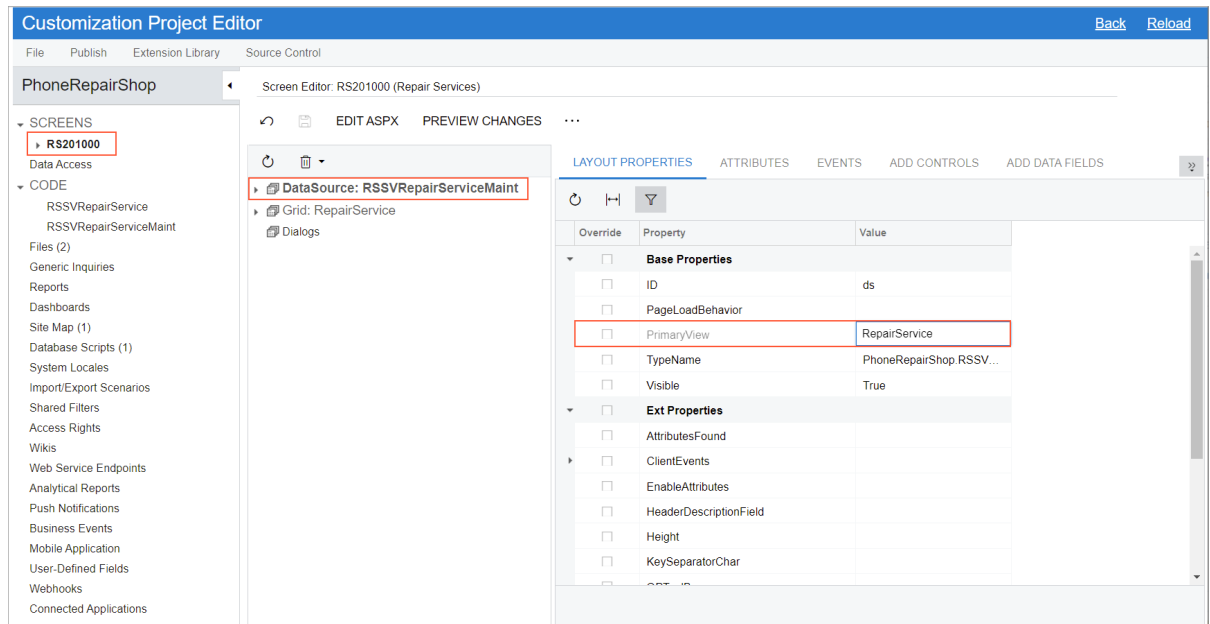 Customization Project Editor
Back Reload
File Publish Extension Library Source Control
PhoneRepairShop
Screen Editor: RS201000 (Repair Services)
EDIT ASPX PREVIEW CHANGES ...
SCREENS
RS201000
Data Access
CODE
RSSVRepairService
RSSVRepairServiceMaint
Files (2)
Generic Inquiries
Reports
Dashboards
Site Map (1)
Database Scripts (1)
System Locales
Import/Export Scenarios
Shared Filters
Access Rights
Wikis
Web Service Endpoints
Analytical Reports
Push Notifications
Business Events
Mobile Application
User-Defined Fields
Webhooks
Connected Applications
DataSource: RSSVRepairServiceMaint
Grid: RepairService
Dialogs
LAYOUT PROPERTIES ATTRIBUTES EVENTS ADD CONTROLS ADD DATA FIELDS
Override Property Value
Base Properties
ID ds
PageLoadBehavior
PrimaryView RepairService
TypeName PhoneRepairShop.RSSV...
Visible True
Ext Properties
AttributesFound
ClientEvents
EnableAttributes
HeaderDescriptionField
Height
KeySeparatorChar